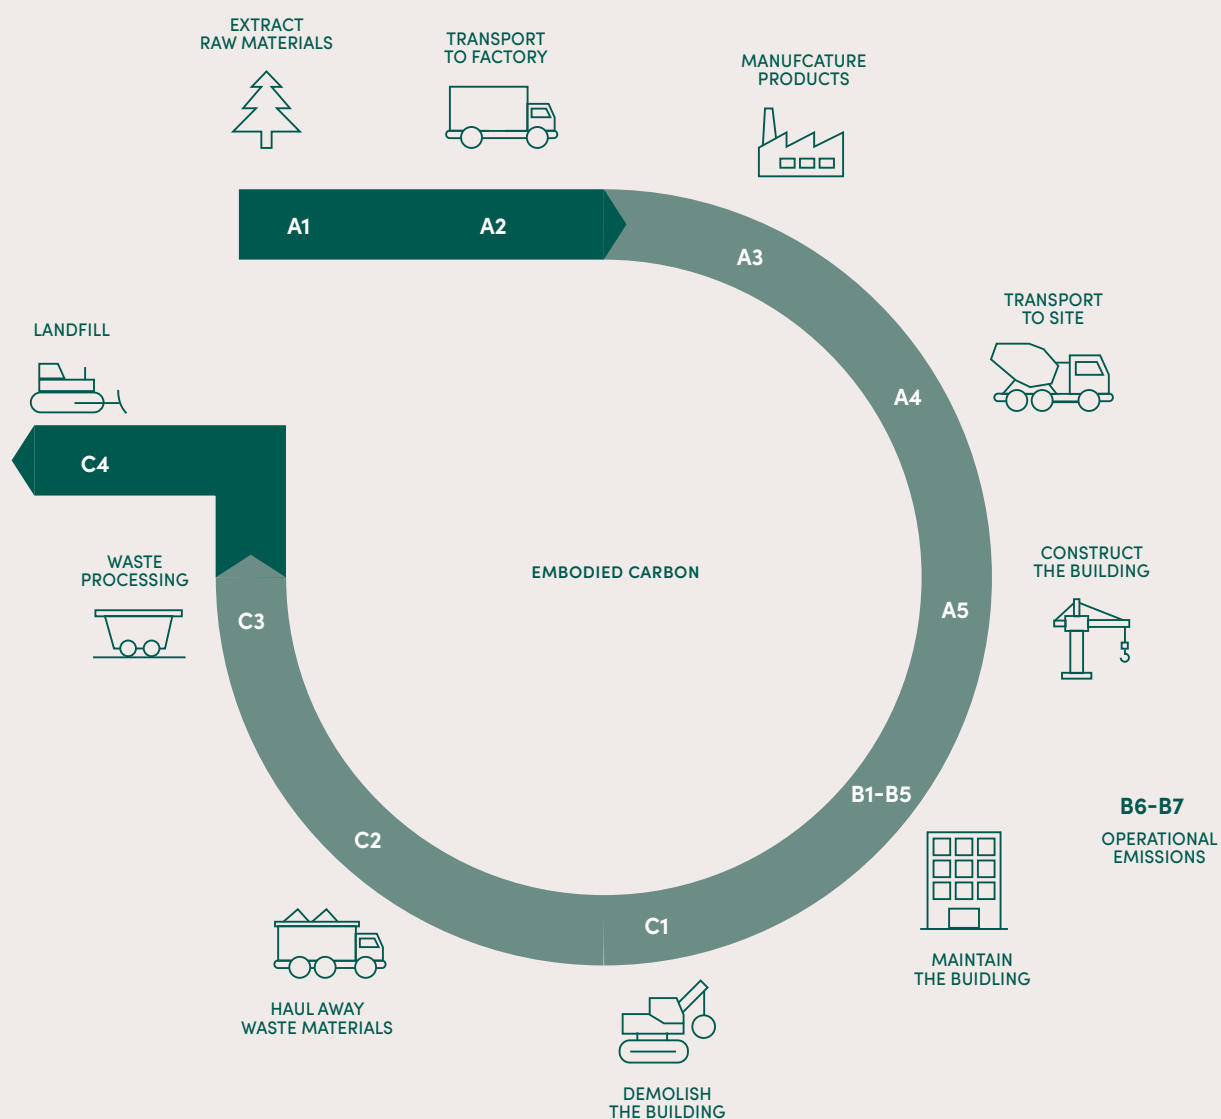 EXTRACT
RAW MATERIALS
TRANSPORT
TO FACTORY
MANUFCATURE
PRODUCTS
A1
A2
A3
TRANSPORT
TO SITE
A4
LANDFILL
C4
CONSTRUCT
THE BUILDING
A5
WASTE
PROCESSING
C3
EMBODIED CARBON
B1-B5
B6-B7
OPERATIONAL
EMISSIONS
MAINTAIN
THE BUIDLING
C2
C1
HAUL AWAY
WASTE MATERIALS
DEMOLISH
THE BUILDING